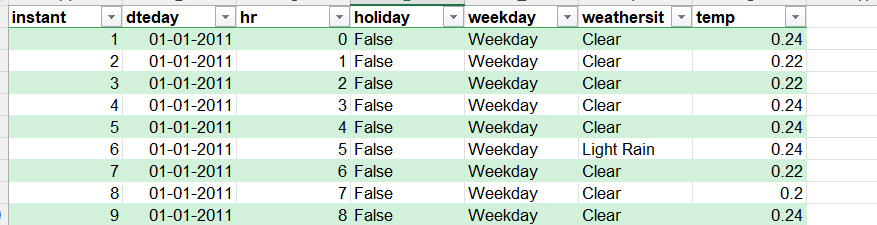 instant dteday hr holiday weekday weathersit temp
1 01-01-2011 0 False Weekday Clear 0.24
2 01-01-2011 1 False Weekday Clear 0.22
3 01-01-2011 2 False Weekday Clear 0.22
4 01-01-2011 3 False Weekday Clear 0.24
5 01-01-2011 4 False Weekday Clear 0.24
6 01-01-2011 5 False Weekday Light Rain 0.24
7 01-01-2011 6 False Weekday Clear 0.22
8 01-01-2011 7 False Weekday Clear 0.2
9 01-01-2011 8 False Weekday Clear 0.24